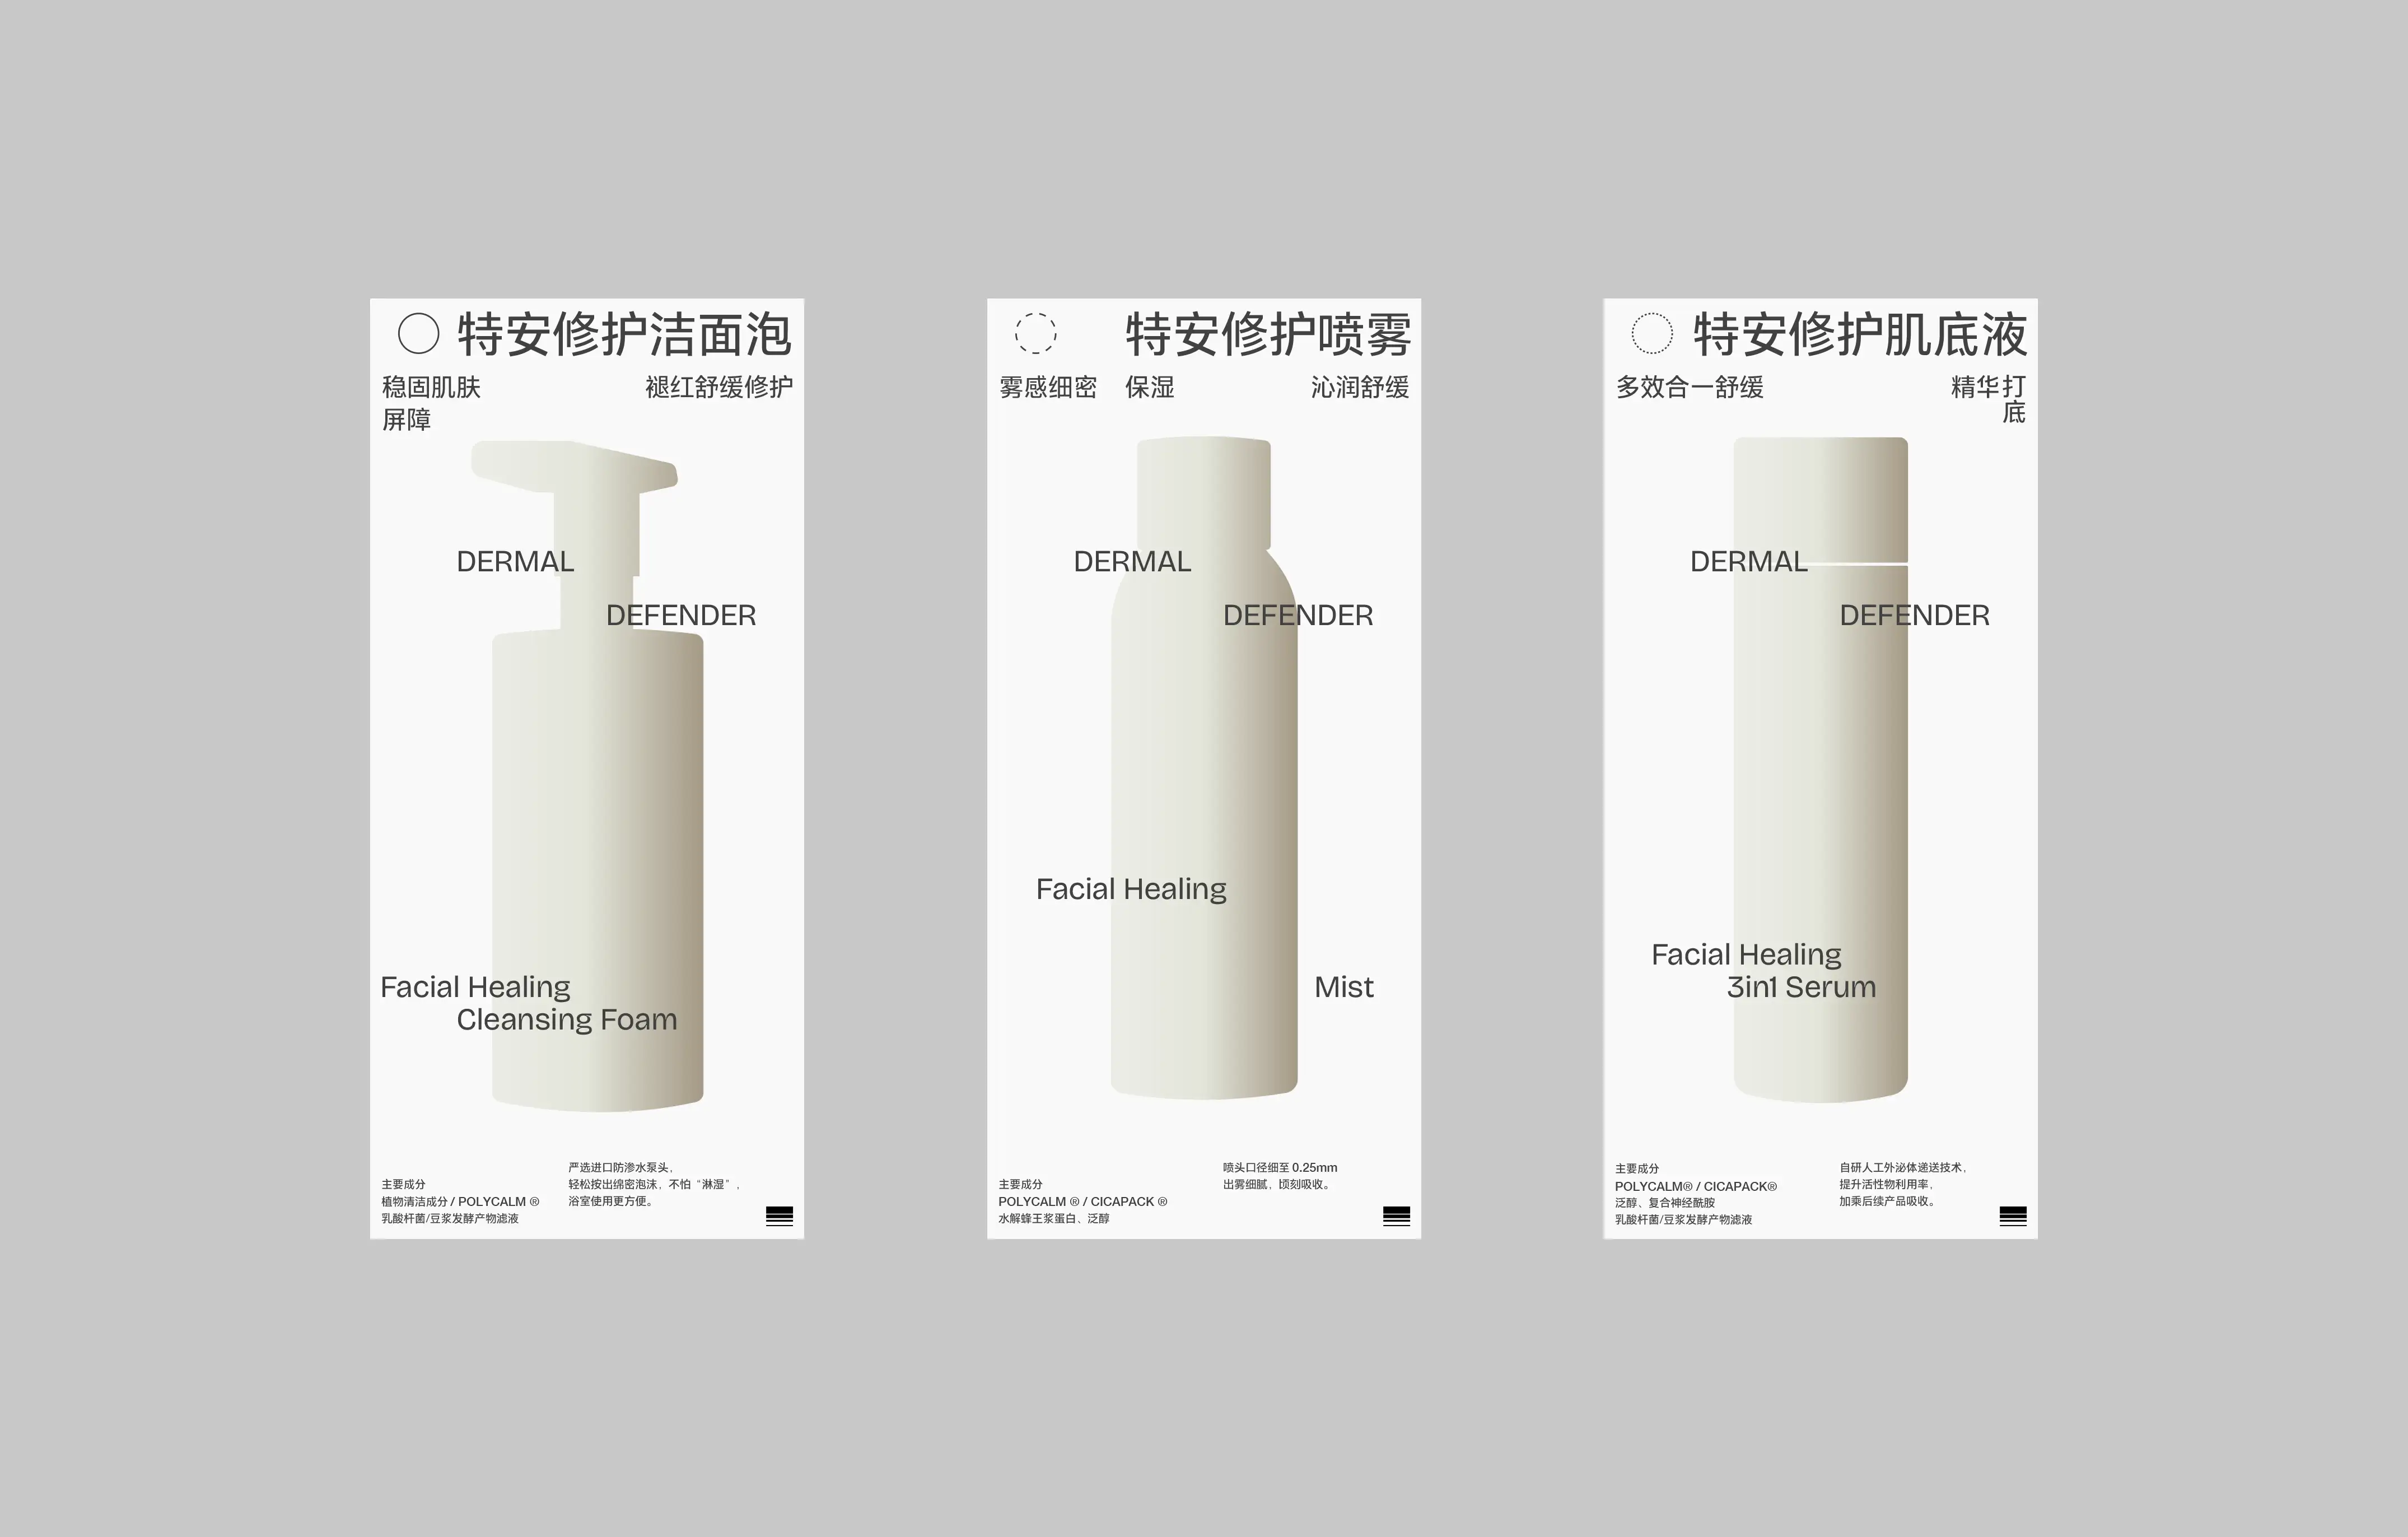 特安修护洁面泡
稳固肌肤
屏障
褪红舒缓修护
DERMAL
DEFENDER
Facial Healing
Cleansing Foam
主要成分
植物清洁成分 / POLYCALM ®
乳酸杆菌/豆浆发酵产物滤液
严选进口防渗水泵头，
轻松按出绵密泡沫，不怕“淋湿”，
浴室使用更方便。
特安修护喷雾
雾感细密 保湿 沁润舒缓
DERMAL
DEFENDER
Facial Healing
Mist
主要成分
POLYCALM ® / CICAPACK ®
水解蜂王浆蛋白、泛醇
喷头口径细至 0.25mm
出雾细腻，顷刻吸收。
特安修护肌底液
多效合一舒缓
精华打
底
DERMAL
DEFENDER
Facial Healing
3in1 Serum
主要成分
POLYCALM® / CICAPACK®
泛醇、复合神经酰胺
乳酸杆菌/豆浆发酵产物滤液
自研人工外泌体递送技术，
提升活性物利用率，
加乘后续产品吸收。